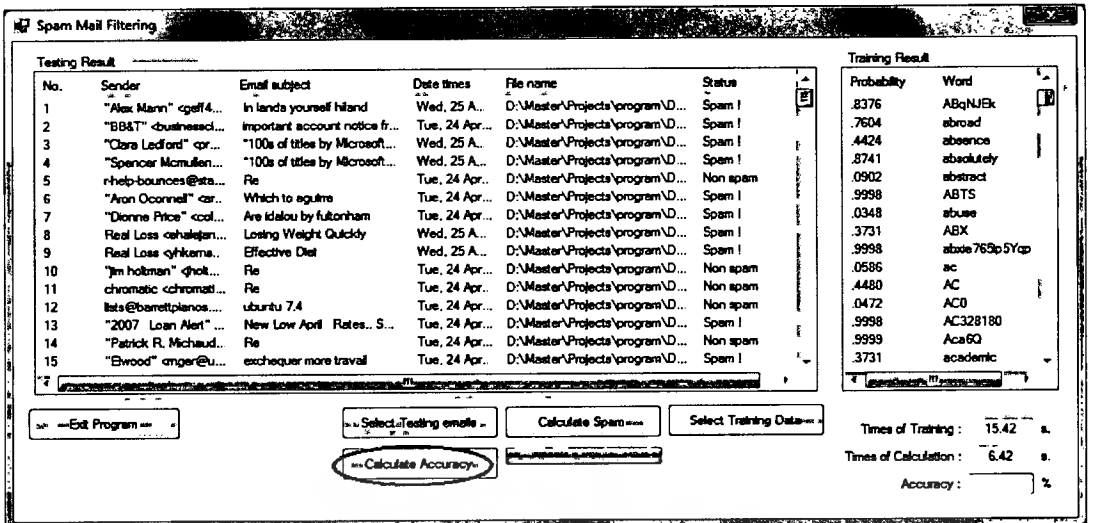 Spam Mail Filtering
Testing Result
No. Sender Email subject Date times File name Status
1 "Alex Mann" <geff4... In landa yourself hiland Wed, 25 A... D:\Master\Projects\program\D... Spam !
2 "BB&T" <businesscl... important account notice fr... Tue, 24 Apr... D:\Master\Projects\program\D... Spam !
3 "Clara Ledford" <pr... "100s of titles by Microsoft... Wed, 25 A... D:\Master\Projects\program\D... Spam !
4 "Spencer Mcmullen... "100s of titles by Microsoft... Wed, 25 A... D:\Master\Projects\program\D... Spam !
5 r-help-bounces@sta... Re Tue, 24 Apr... D:\Master\Projects\program\D... Non spam
6 "Aron Oconnell" <ar... Which to aguirre Tue, 24 Apr... D:\Master\Projects\program\D... Spam !
7 "Dionne Price" <col... Are idalou by fultonham Tue, 24 Apr... D:\Master\Projects\program\D... Spam !
8 Real Loss Losing Weight Quickly Wed, 25 A... D:\Master\Projects\program\D... Spam !
9 Real Loss Effective Diet Wed, 25 A... D:\Master\Projects\program\D... Spam !
10 "jim holtman" <jholt... Re Tue, 24 Apr... D:\Master\Projects\program\D... Non spam
11 chromatic <chromati... Re Tue, 24 Apr... D:\Master\Projects\program\D... Non spam
12 lists@barrettpianos.... ubuntu 7.4 Tue, 24 Apr... D:\Master\Projects\program\D... Non spam
13 "2007 Loan Alert" ... New Low April Rates.. S... Tue, 24 Apr... D:\Master\Projects\program\D... Spam !
14 "Patrick R. Michaud... Re Tue, 24 Apr... D:\Master\Projects\program\D... Non spam
15 "Elwood" <mger@u... exchequer more travail Tue, 24 Apr... D:\Master\Projects\program\D... Spam !
Training Result
Probability Word
.8376 ABqNJEk
.7604 abroad
.4424 absence
.8741 absolutely
.0902 abstract
.9998 ABTS
.0348 abuse
.3731 ABX
.9998
.0586 ac
.4480 AC
.0472 AC0
.9998 AC328180
.9999 Aca6Q
.3731 academic
Exit Program
Select Testing emails
Calculate Spam
Select Training Data
Calculate Accuracy
Times of Training : 15.42 s.
Times of Calculation : 6.42 s.
Accuracy : %